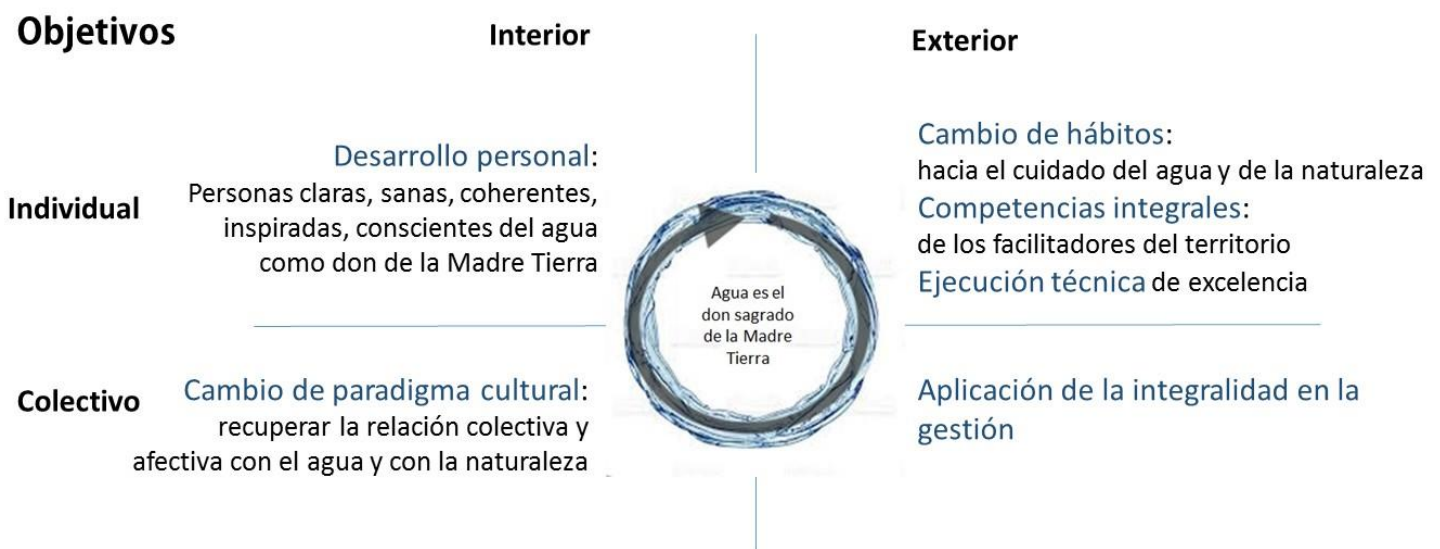 Objetivos
Interior
Exterior
Individual
Desarrollo personal:
Personas claras, sanas, coherentes,
inspiradas, conscientes del agua
como don de la Madre Tierra
Cambio de hábitos:
hacia el cuidado del agua y de la naturaleza
Competencias integrales:
de los facilitadores del territorio
Ejecución técnica de excelencia
Agua es el
don sagrado
de la Madre
Tierra
Colectivo
Cambio de paradigma cultural:
recuperar la relación colectiva y
afectiva con el agua y con la naturaleza
Aplicación de la integralidad en la
gestión